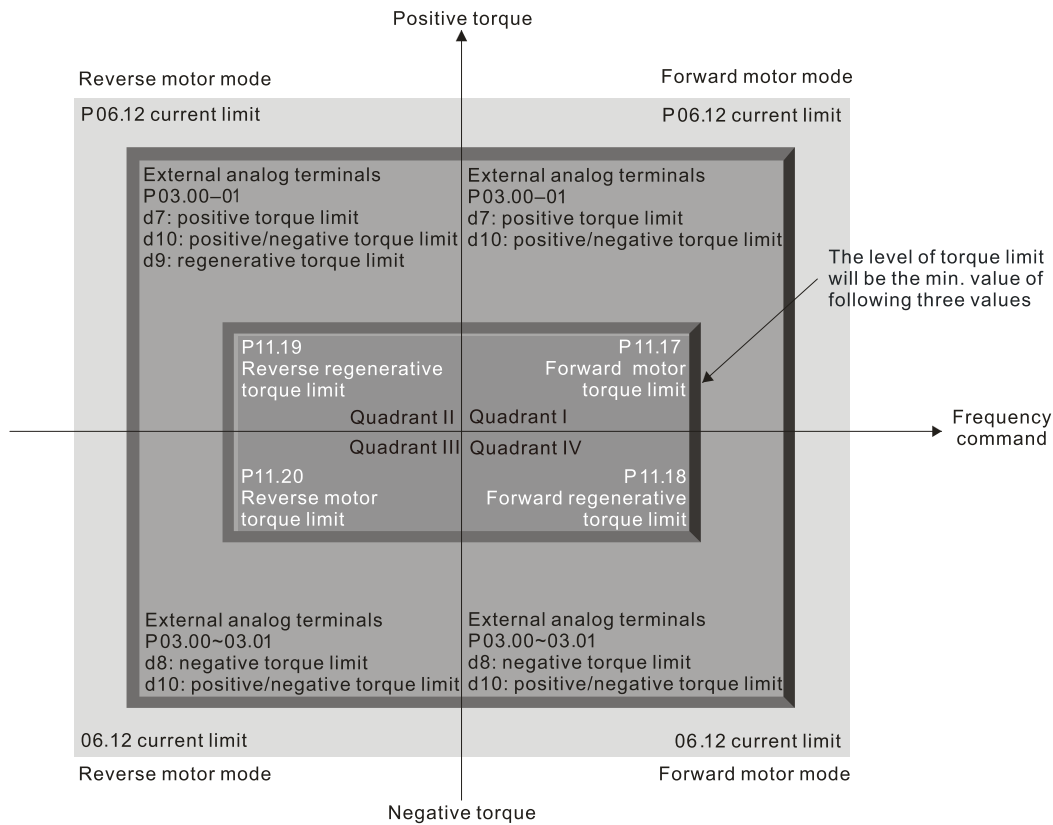 Positive torque
Reverse motor mode
Forward motor mode
P06.12 current limit
P06.12 current limit
External analog terminals
P03.00–01
d7: positive torque limit
d10: positive/negative torque limit
d9: regenerative torque limit
External analog terminals
P03.00–01
d7: positive torque limit
d10: positive/negative torque limit
The level of torque limit
will be the min. value of
following three values
P11.19
Reverse regenerative
torque limit
P11.17
Forward motor
torque limit
Quadrant II
Quadrant I
Frequency
command
Quadrant III
Quadrant IV
P11.20
Reverse motor
torque limit
P11.18
Forward regenerative
torque limit
External analog terminals
P03.00~03.01
d8: negative torque limit
d10: positive/negative torque limit
External analog terminals
P03.00~03.01
d8: negative torque limit
d10: positive/negative torque limit
06.12 current limit
06.12 current limit
Reverse motor mode
Forward motor mode
Negative torque